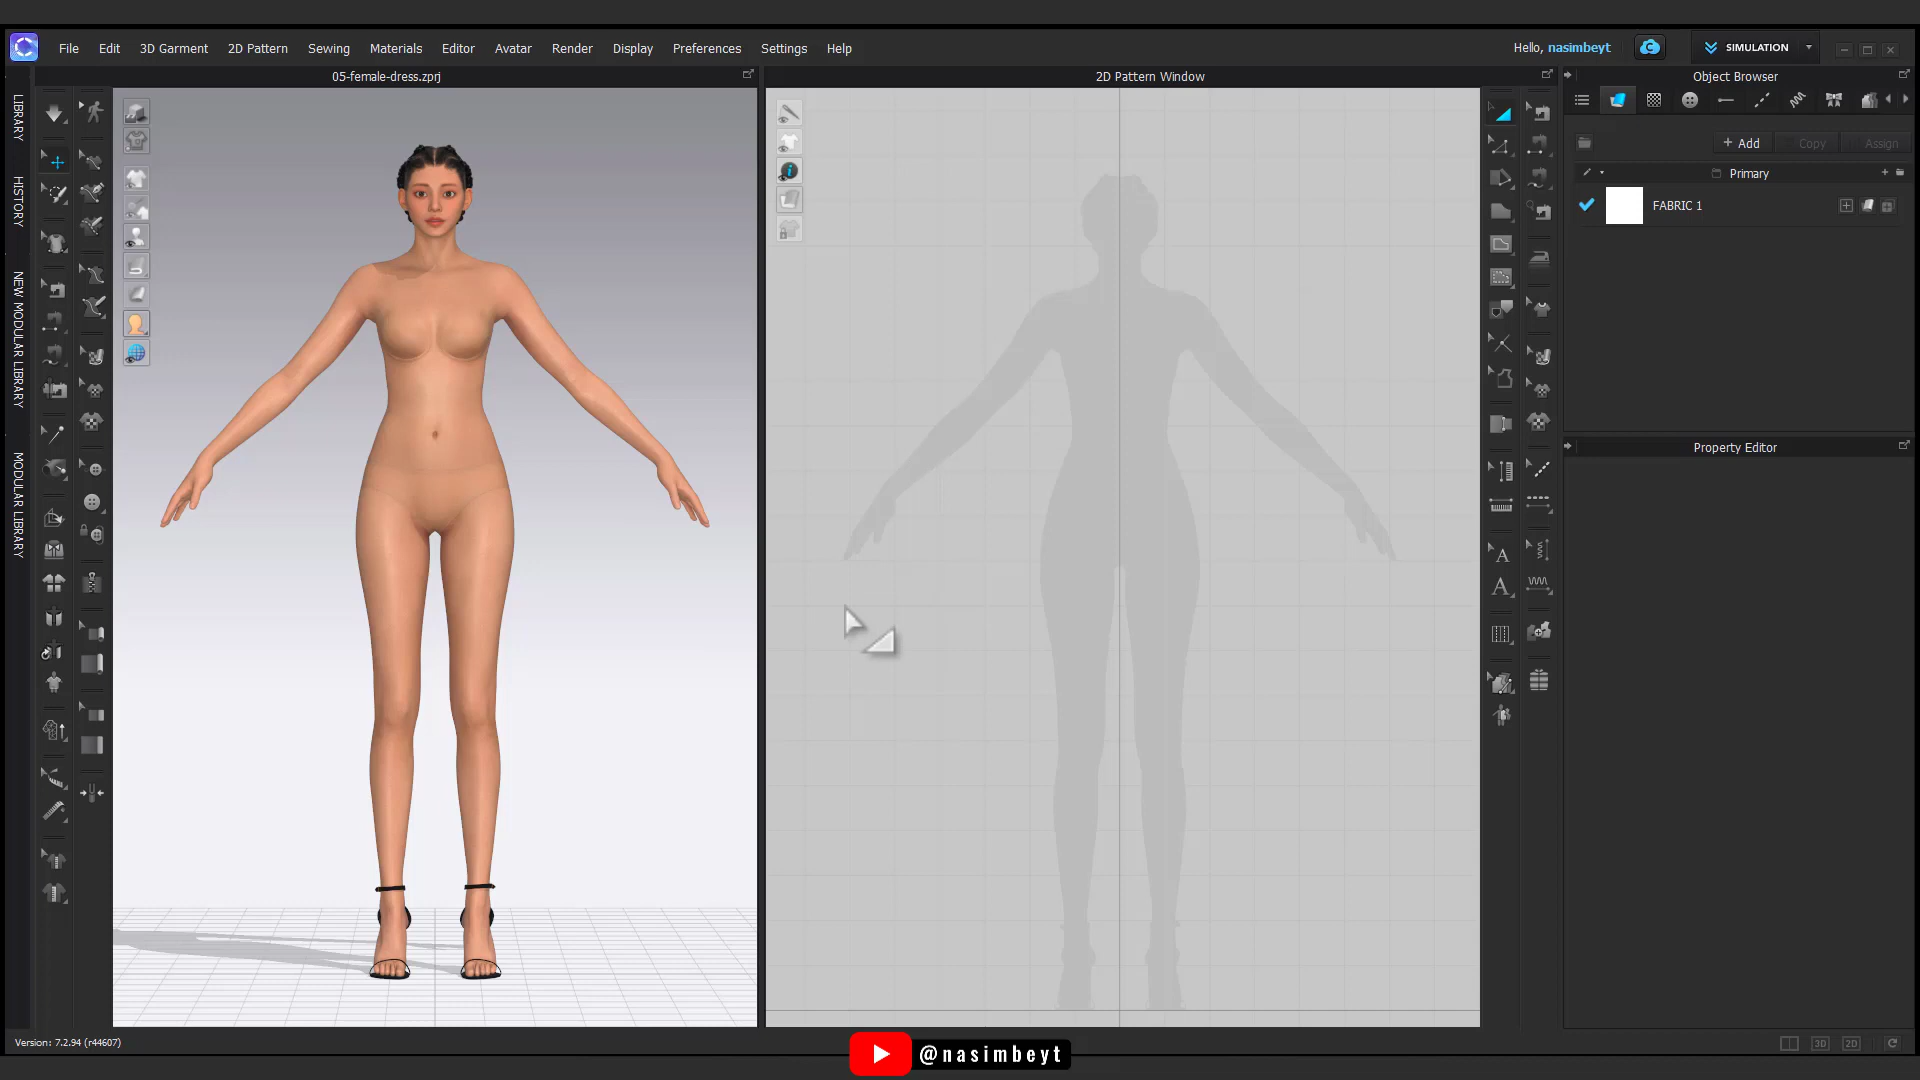 File Edit 3D Garment 2D Pattern Sewing Materials Editor Avatar Render Display Preferences Settings Help
Hello, nasimbeyt
C
SIMULATION
05-female-dress.zprj
2D Pattern Window
Object Browser
LIBRARY
HISTORY
NEW MODULAR LIBRARY
MODULAR LIBRARY
+ Add
Copy
Assign
Primary
FABRIC 1
Property Editor
A
A
Version: 7.2.94 (r44607)
@nasimbeyt
3D
2D